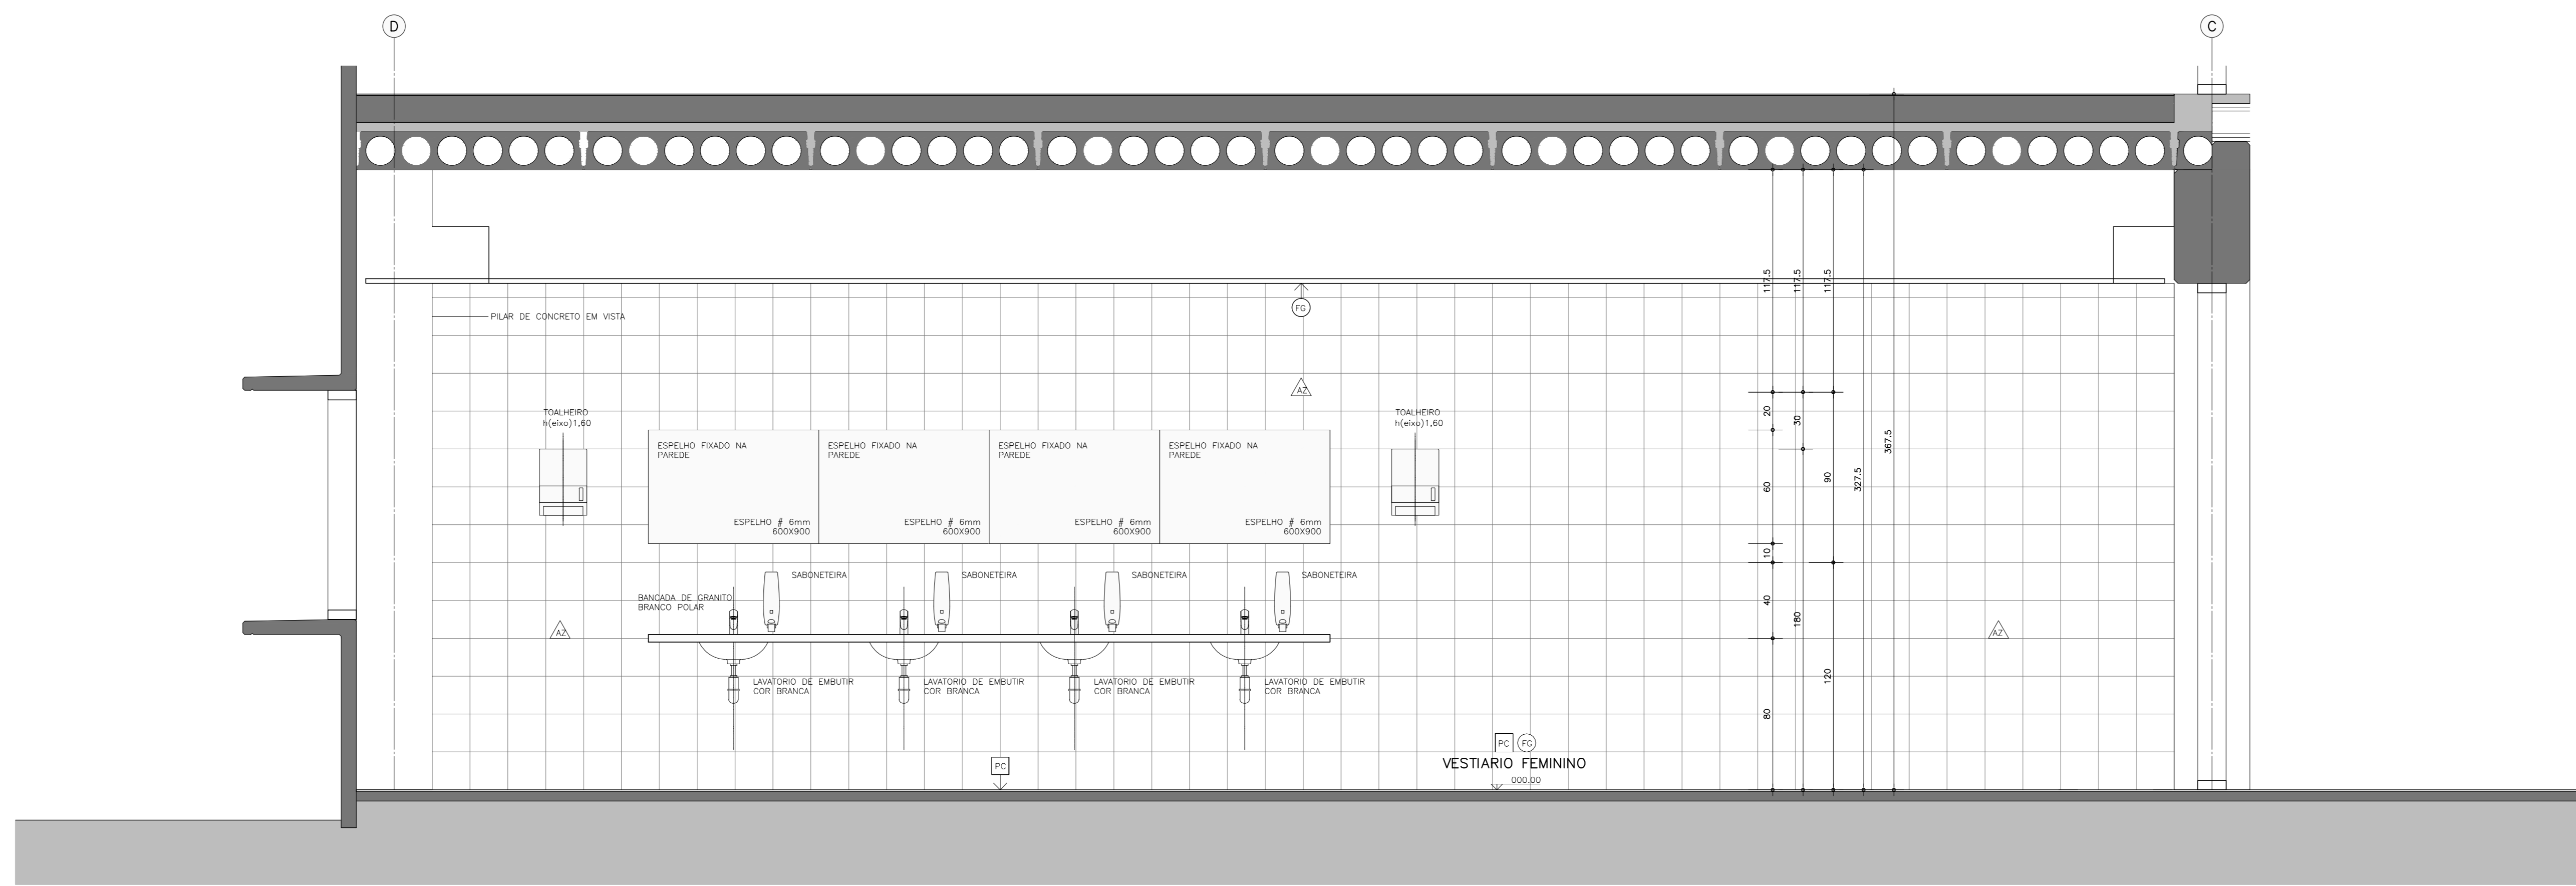 D
C
117.5
117.5
117.5
FG
PILAR DE CONCRETO EM VISTA
AZ
TOALHEIRO
h(eixo)1,60
TOALHEIRO
h(eixo)1,60
20
30
367.5
ESPELHO FIXADO NA
PAREDE
ESPELHO FIXADO NA
PAREDE
ESPELHO FIXADO NA
PAREDE
ESPELHO FIXADO NA
PAREDE
60
90
327.5
ESPELHO # 6mm
600X900
ESPELHO # 6mm
600X900
ESPELHO # 6mm
600X900
ESPELHO # 6mm
600X900
10
SABONETEIRA
SABONETEIRA
SABONETEIRA
SABONETEIRA
BANCADA DE GRANITO
BRANCO POLAR
40
180
AZ
AZ
LAVATORIO DE EMBUTIR
COR BRANCA
LAVATORIO DE EMBUTIR
COR BRANCA
LAVATORIO DE EMBUTIR
COR BRANCA
LAVATORIO DE EMBUTIR
COR BRANCA
120
80
PC FG
VESTIARIO FEMININO
PC
000.00